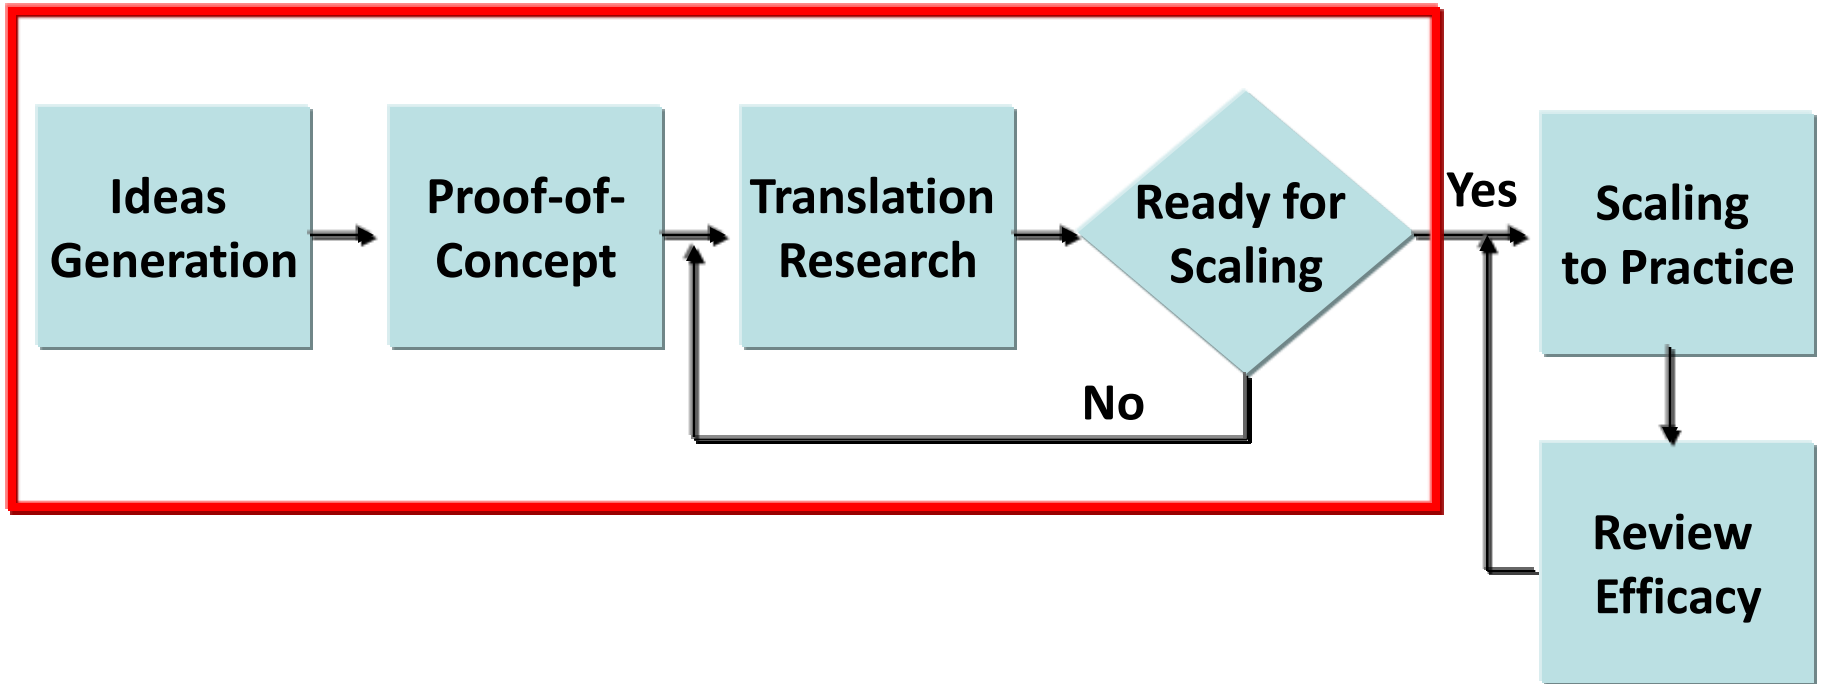 Ideas
Generation
Proof-of-
Concept
Translation
Research
Ready for
Scaling
Yes
No
Scaling
to Practice
Review
Efficacy